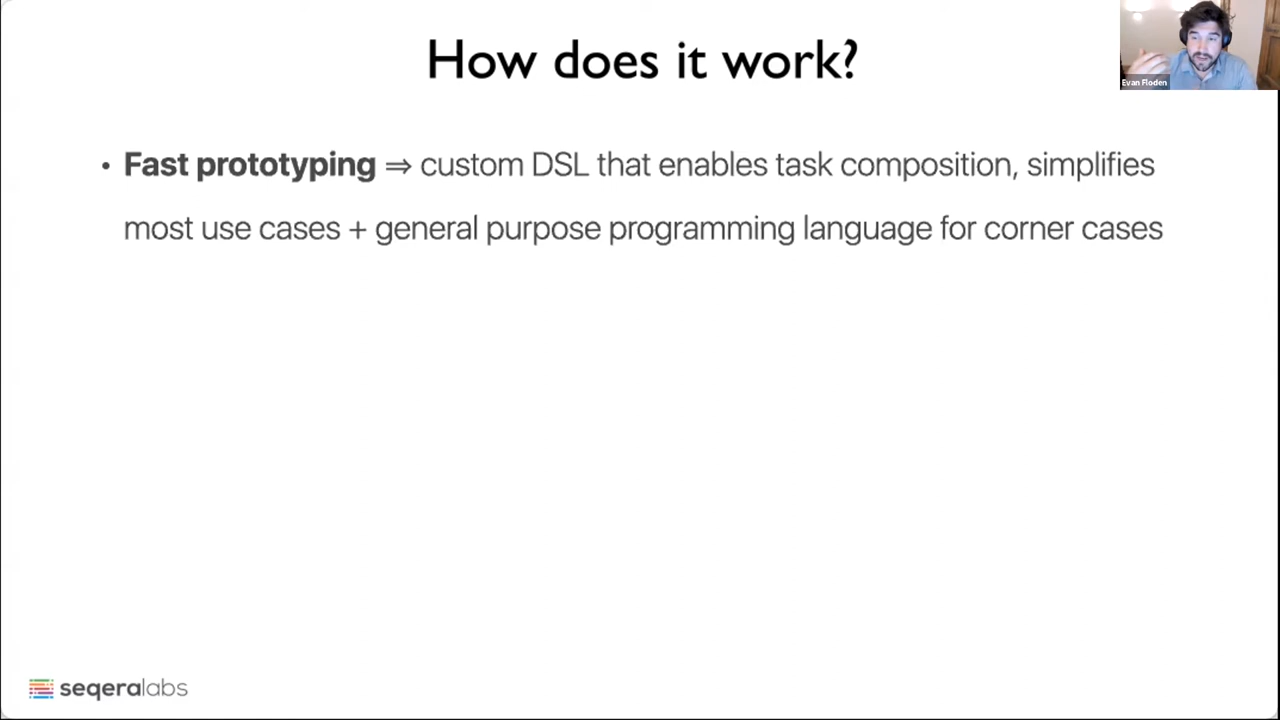 How does it work?
Evan Floden
• Fast prototyping ⇒ custom DSL that enables task composition, simplifies
most use cases + general purpose programming language for corner cases
seqeralabs